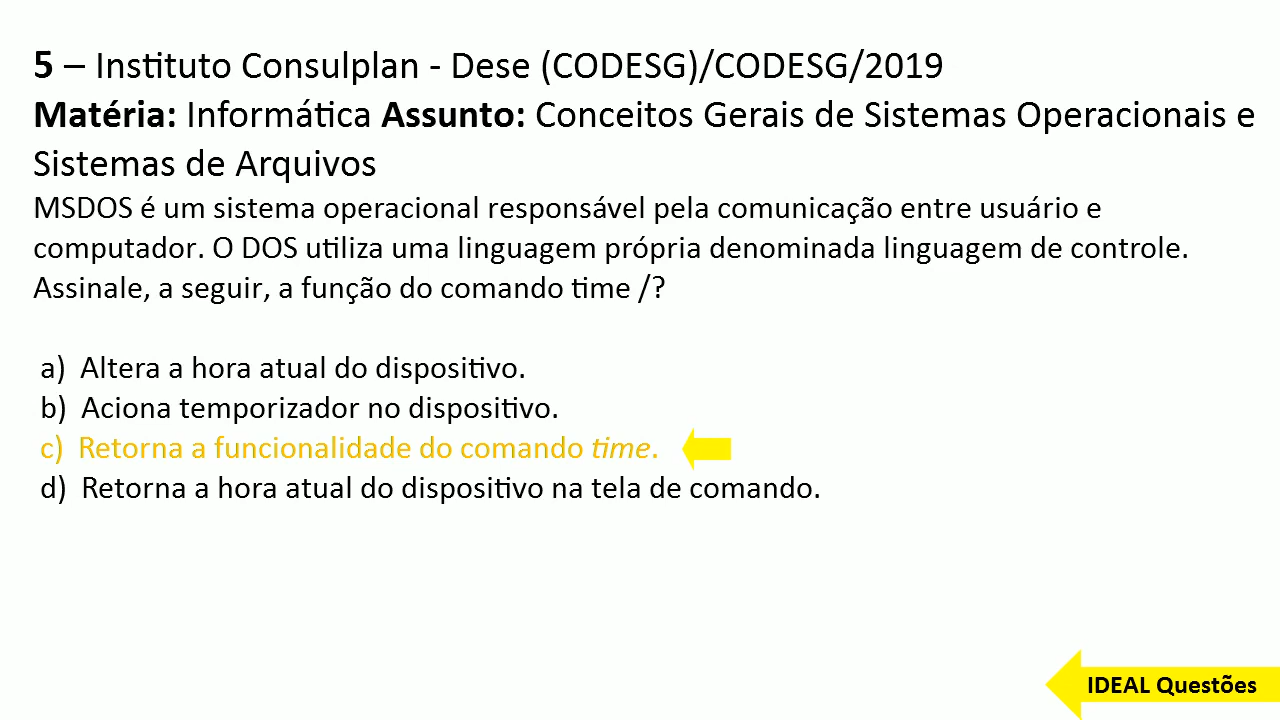 5 – Instituto Consulplan - Dese (CODESG)/CODESG/2019
Matéria: Informática Assunto: Conceitos Gerais de Sistemas Operacionais e
Sistemas de Arquivos
MSDOS é um sistema operacional responsável pela comunicação entre usuário e
computador. O DOS utiliza uma linguagem própria denominada linguagem de controle.
Assinale, a seguir, a função do comando time /?
a) Altera a hora atual do dispositivo.
b) Aciona temporizador no dispositivo.
c) Retorna a funcionalidade do comando time.
d) Retorna a hora atual do dispositivo na tela de comando.
IDEAL Questões